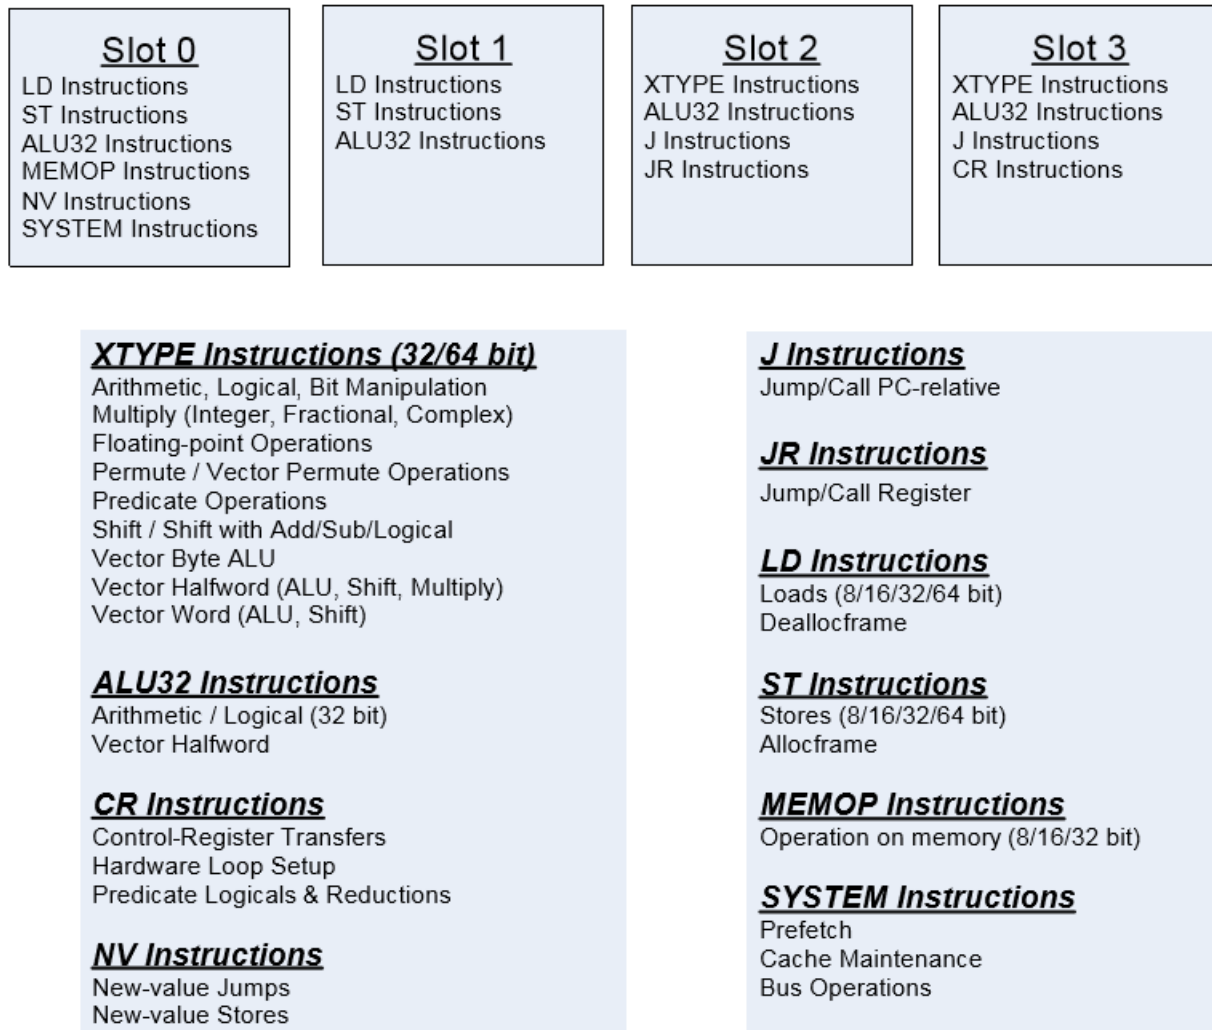 Slot 0
LD Instructions
ST Instructions
ALU32 Instructions
MEMOP Instructions
NV Instructions
SYSTEM Instructions
Slot 1
LD Instructions
ST Instructions
ALU32 Instructions
Slot 2
XTYPE Instructions
ALU32 Instructions
J Instructions
JR Instructions
Slot 3
XTYPE Instructions
ALU32 Instructions
J Instructions
CR Instructions
XTYPE Instructions (32/64 bit)
Arithmetic, Logical, Bit Manipulation
Multiply (Integer, Fractional, Complex)
Floating-point Operations
Permute / Vector Permute Operations
Predicate Operations
Shift / Shift with Add/Sub/Logical
Vector Byte ALU
Vector Halfword (ALU, Shift, Multiply)
Vector Word (ALU, Shift)
ALU32 Instructions
Arithmetic / Logical (32 bit)
Vector Halfword
CR Instructions
Control-Register Transfers
Hardware Loop Setup
Predicate Logicals & Reductions
NV Instructions
New-value Jumps
New-value Stores
J Instructions
Jump/Call PC-relative
JR Instructions
Jump/Call Register
LD Instructions
Loads (8/16/32/64 bit)
Deallocframe
ST Instructions
Stores (8/16/32/64 bit)
Allocframe
MEMOP Instructions
Operation on memory (8/16/32 bit)
SYSTEM Instructions
Prefetch
Cache Maintenance
Bus Operations